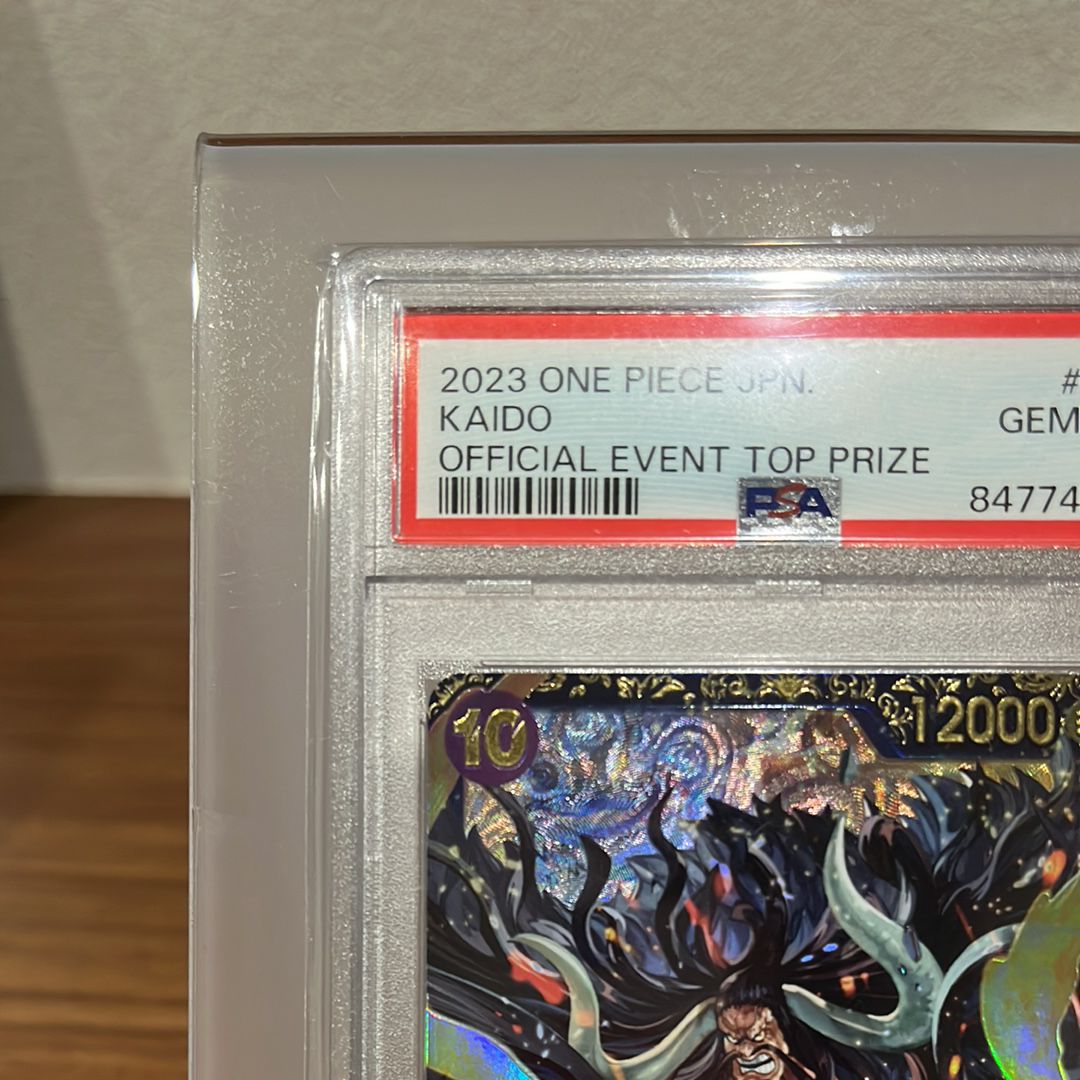 2023 ONE PIECE JPN.
#
KAIDO
GEM
OFFICIAL EVENT TOP PRIZE
PSA
84774
10
12000